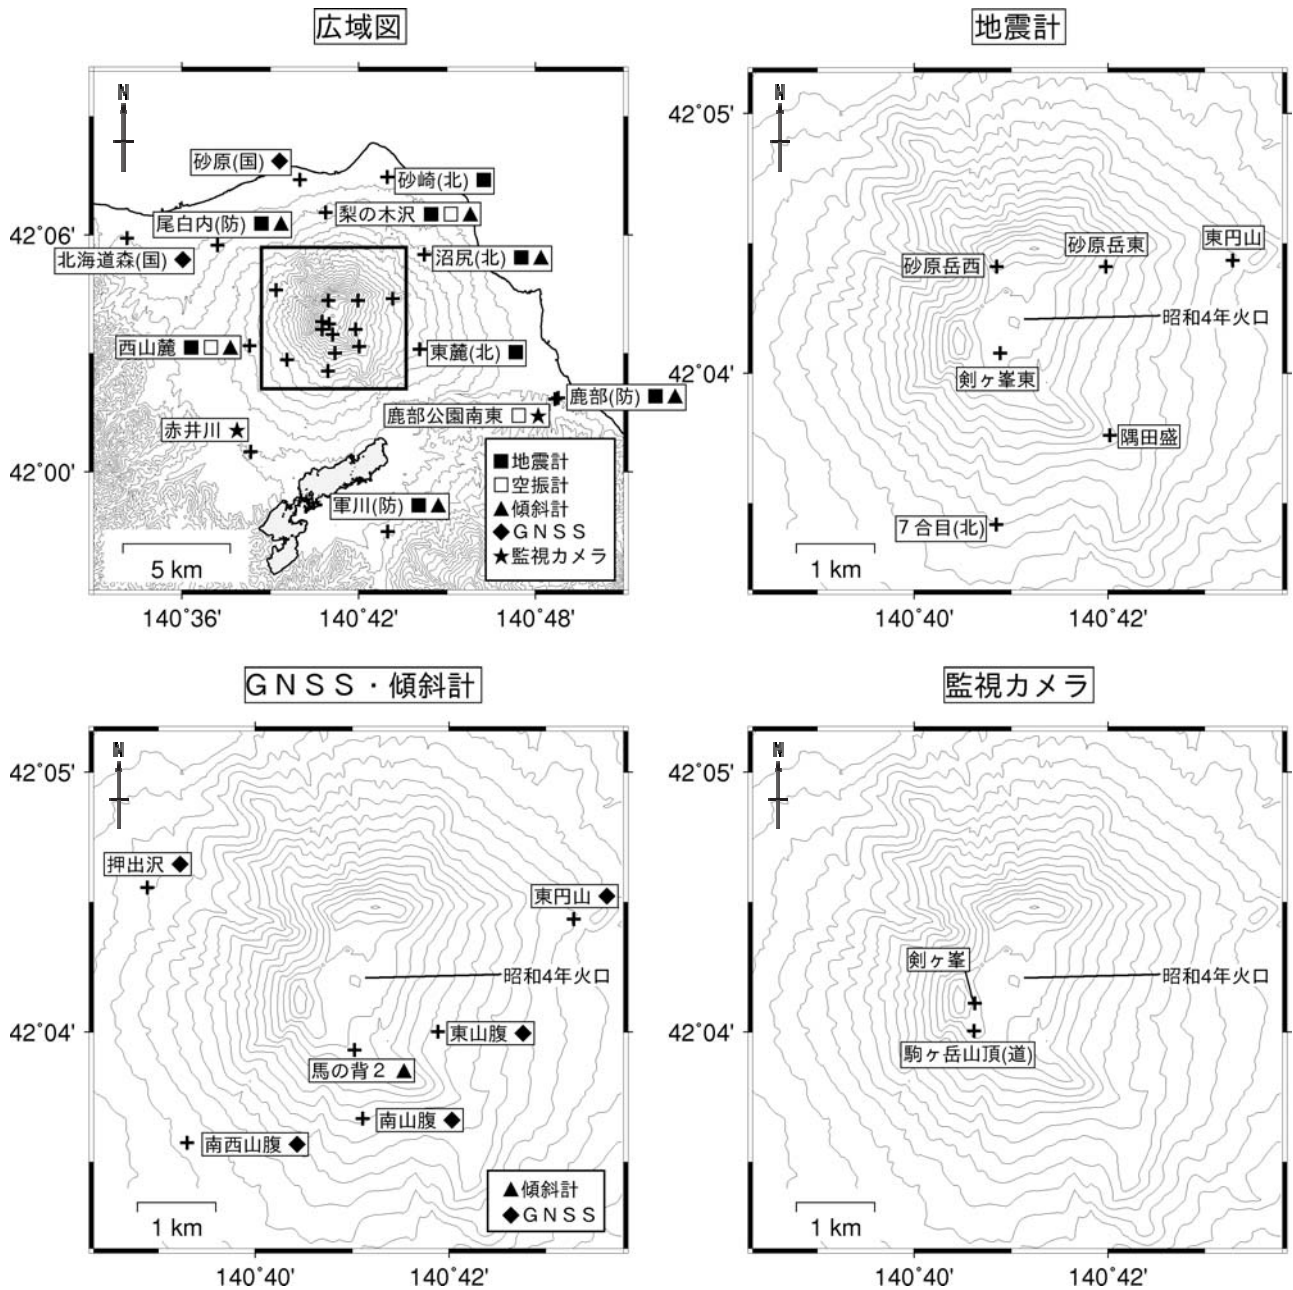 広域図
N
砂原(国) ◆
砂崎(北) ■
尾白内(防) ■▲
梨の木沢 ■□▲
42˚06'
北海道森(国) ◆
沼尻(北) ■▲
西山麓 ■□▲
東麓(北) ■
鹿部(防) ■▲
鹿部公園南東 □★
赤井川 ★
42˚00'
■地震計
□空振計
▲傾斜計
◆GNSS
★監視カメラ
軍川(防) ■▲
5 km
140˚36'
140˚42'
140˚48'
地震計
42˚05'
N
東円山
砂原岳東
砂原岳西
昭和4年火口
42˚04'
剣ヶ峯東
隅田盛
7合目(北)
1 km
140˚40'
140˚42'
GNSS・傾斜計
N
42˚05'
押出沢 ◆
東円山 ◆
昭和4年火口
42˚04'
東山腹 ◆
馬の背2 ▲
南山腹 ◆
南西山腹 ◆
▲傾斜計
◆GNSS
1 km
140˚40'
140˚42'
監視カメラ
N
42˚05'
剣ヶ峯
昭和4年火口
42˚04'
駒ヶ岳山頂(道)
1 km
140˚40'
140˚42'